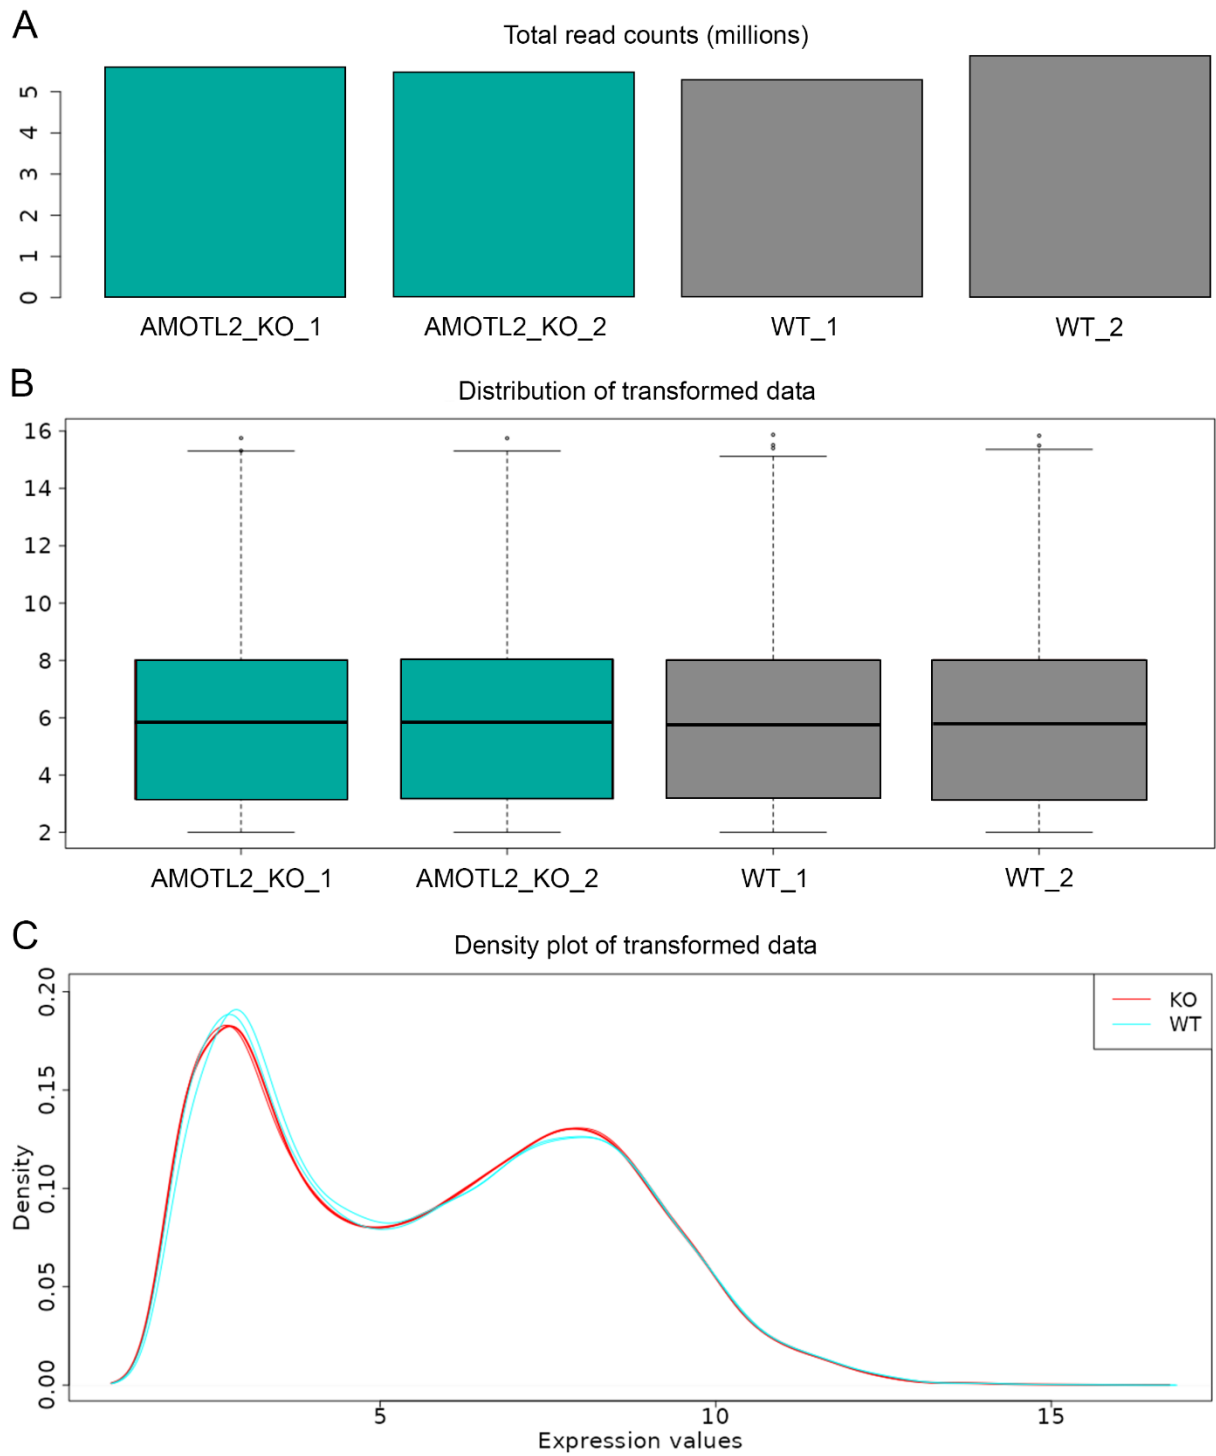 A
Total read counts (millions)
5
4
3
2
1
0
AMOTL2_KO_1 AMOTL2_KO_2 WT_1 WT_2
B
Distribution of transformed data
16
14
12
10
8
6
4
2
AMOTL2_KO_1 AMOTL2_KO_2 WT_1 WT_2
C
Density plot of transformed data
KO
WT
0.20
0.15
0.10
0.05
0.00
Density
5 10 15
Expression values